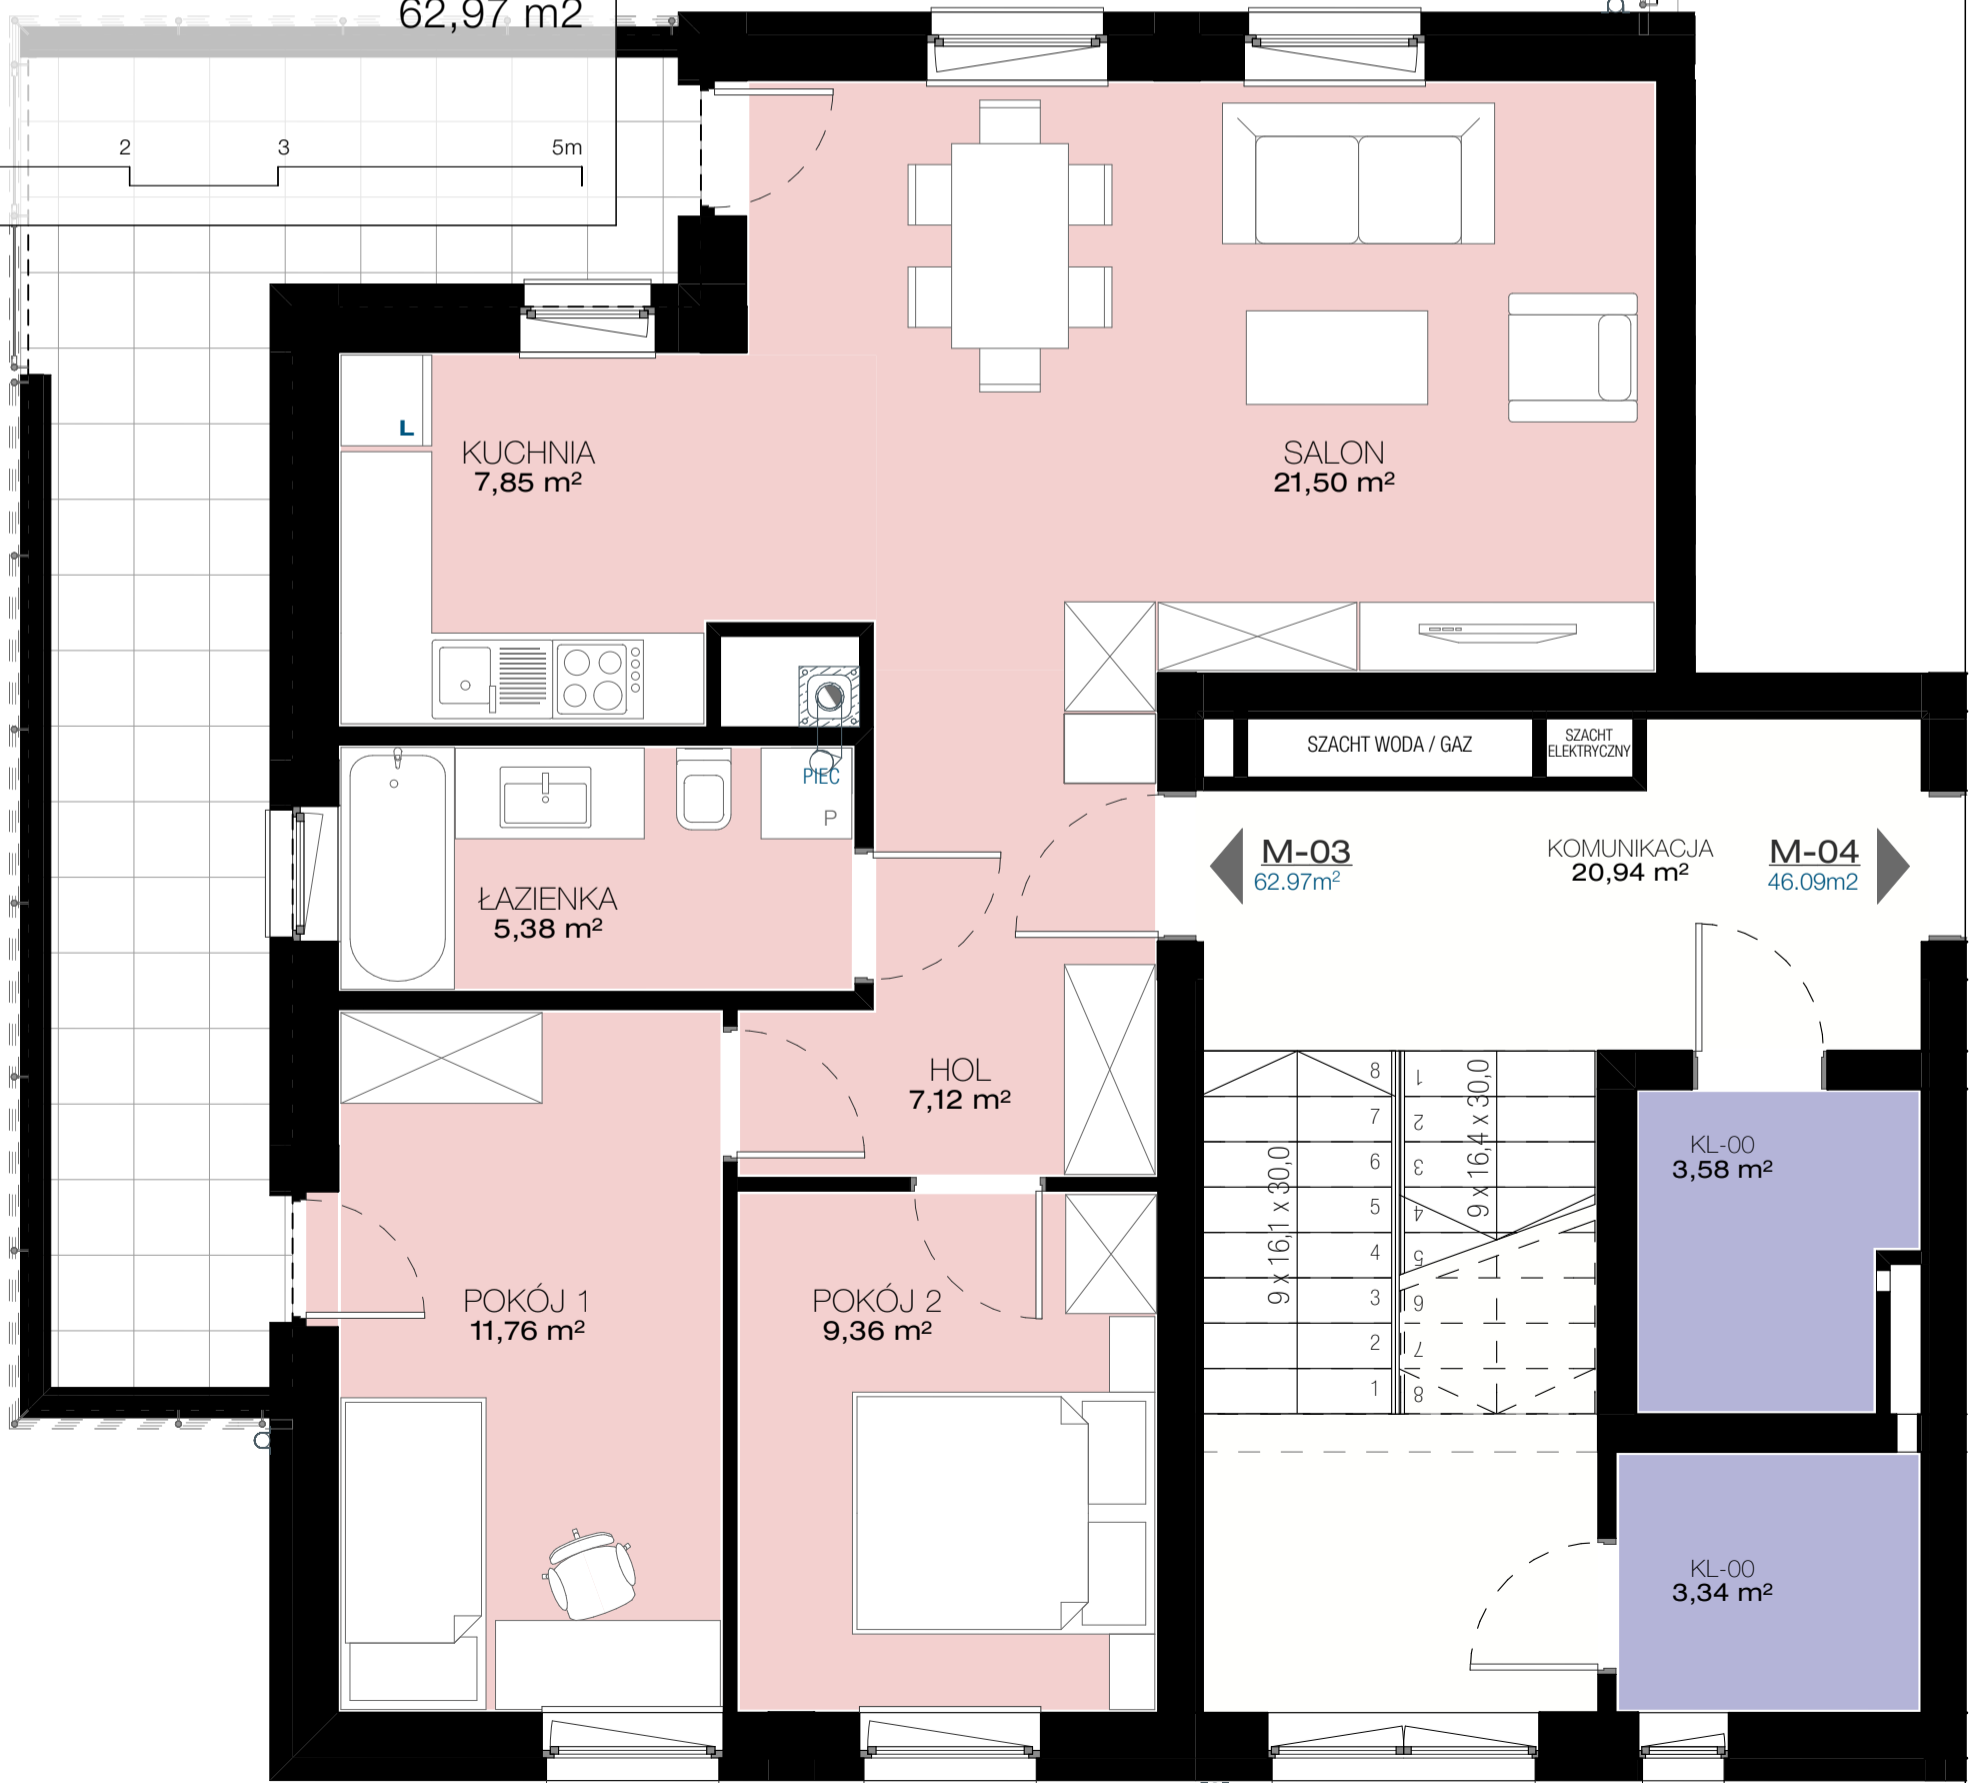 62,97 m2
2 3 5m
L
KUCHNIA
7,85 m²
SALON
21,50 m²
SZACHT WODA / GAZ
SZACHT
ELEKTRYCZNY
PIEC
P
ŁAZIENKA
5,38 m²
M-03
62.97m²
KOMUNIKACJA
20,94 m²
M-04
46.09m2
HOL
7,12 m²
8
7
6
5
4
3
2
1
1
2
3
4
5
6
7
8
9 x 16,1 x 30,0
9 x 16,4 x 30,0
KL-00
3,58 m²
POKÓJ 1
11,76 m²
POKÓJ 2
9,36 m²
KL-00
3,34 m²